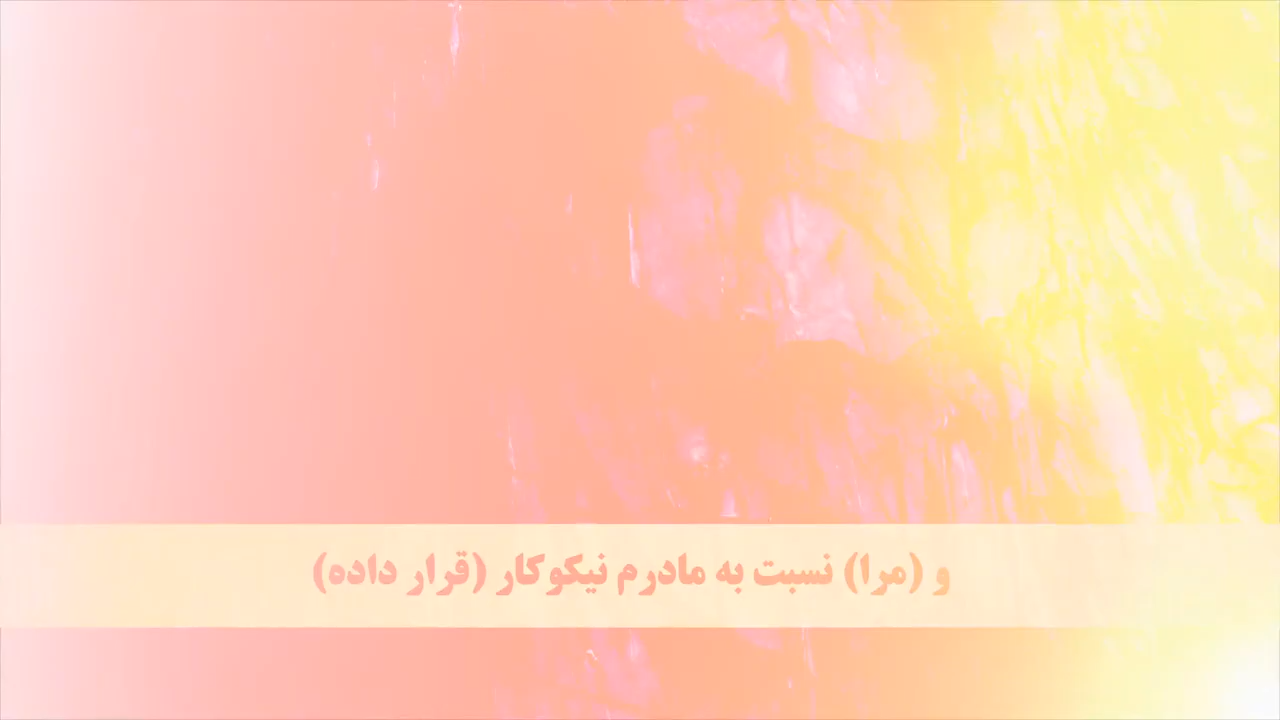 و (مرا) نسبت به مادرم نیکوکار (قرار داده)